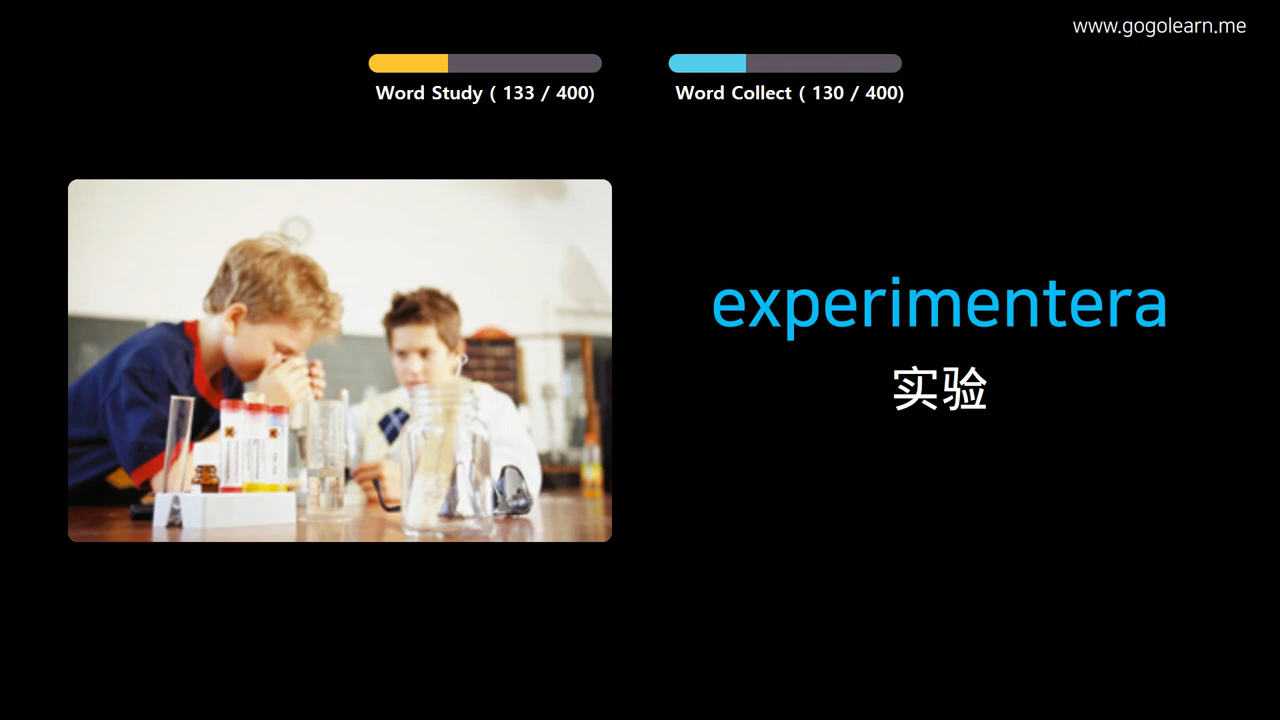 www.gogolearn.me
Word Study ( 133 / 400)
Word Collect ( 130 / 400)
experimentera
实验